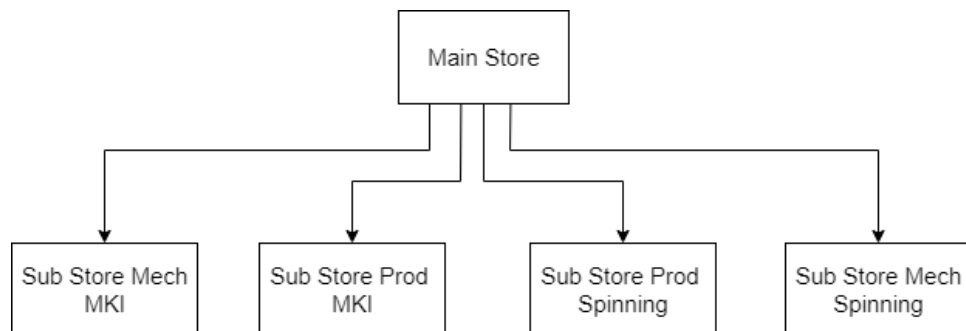 Main Store
Sub Store Mech
MKI
Sub Store Prod
MKI
Sub Store Prod
Spinning
Sub Store Mech
Spinning